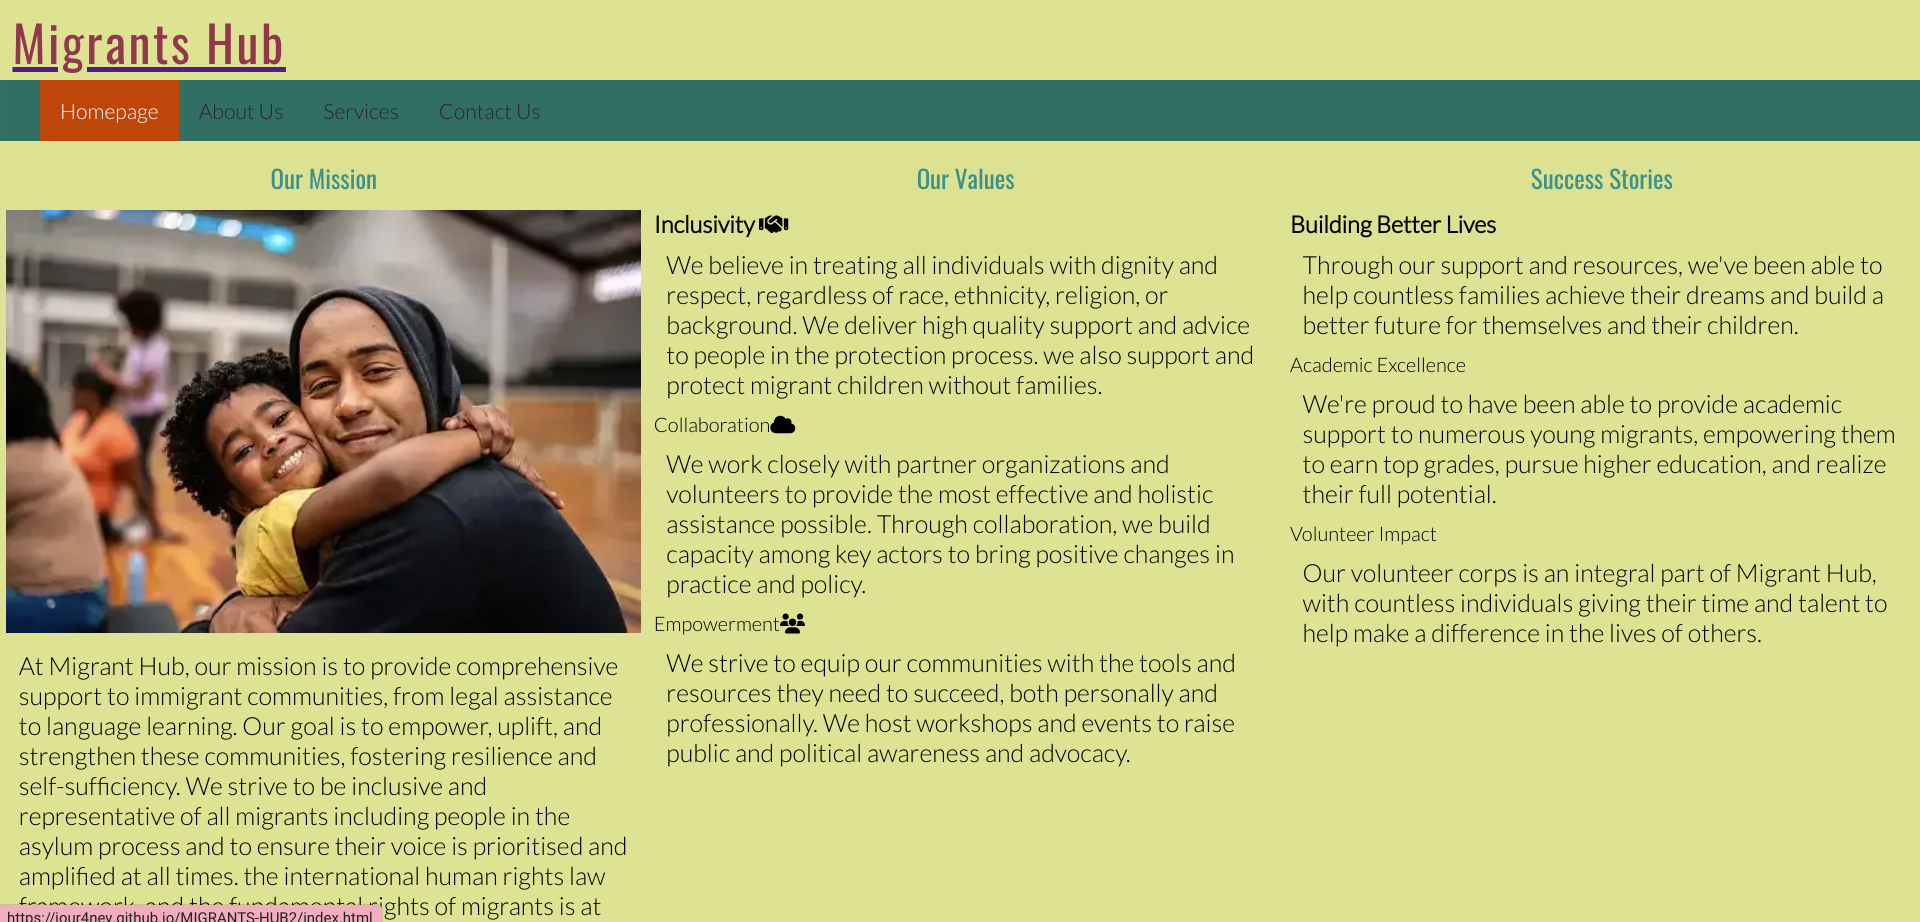 Migrants Hub
Homepage About Us Services Contact Us
Our Mission
At Migrant Hub, our mission is to provide comprehensive
support to immigrant communities, from legal assistance
to language learning. Our goal is to empower, uplift, and
strengthen these communities, fostering resilience and
self-sufficiency. We strive to be inclusive and
representative of all migrants including people in the
asylum process and to ensure their voice is prioritised and
amplified at all times. the international human rights law
framework, and the fundamental rights of migrants is at
Our Values
Inclusivity
We believe in treating all individuals with dignity and
respect, regardless of race, ethnicity, religion, or
background. We deliver high quality support and advice
to people in the protection process. we also support and
protect migrant children without families.
Collaboration
We work closely with partner organizations and
volunteers to provide the most effective and holistic
assistance possible. Through collaboration, we build
capacity among key actors to bring positive changes in
practice and policy.
Empowerment
We strive to equip our communities with the tools and
resources they need to succeed, both personally and
professionally. We host workshops and events to raise
public and political awareness and advocacy.
Success Stories
Building Better Lives
Through our support and resources, we've been able to
help countless families achieve their dreams and build a
better future for themselves and their children.
Academic Excellence
We're proud to have been able to provide academic
support to numerous young migrants, empowering them
to earn top grades, pursue higher education, and realize
their full potential.
Volunteer Impact
Our volunteer corps is an integral part of Migrant Hub,
with countless individuals giving their time and talent to
help make a difference in the lives of others.
https://jour4ney.github.io/MIGRANTS-HUB2/index.html